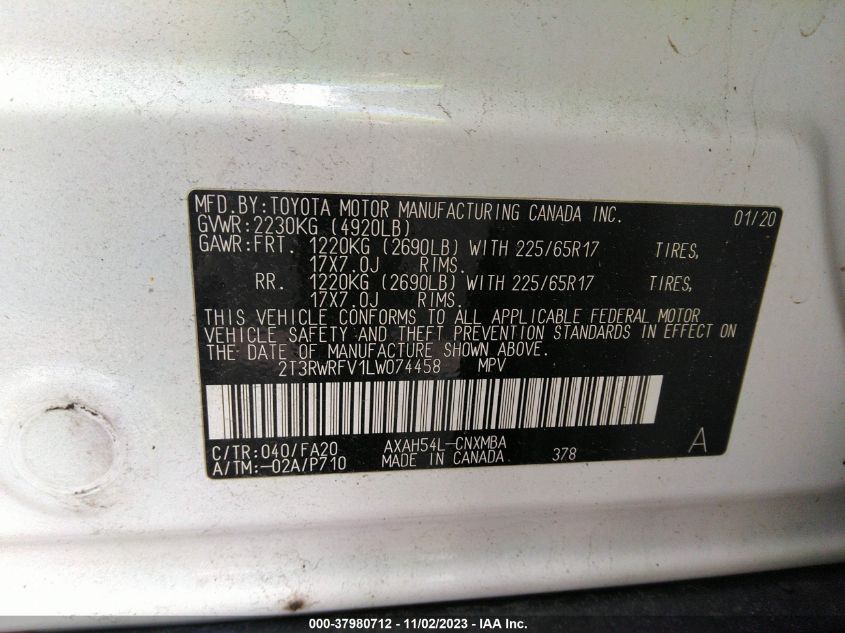 MFD.BY:TOYOTA MOTOR MANUFACTURING CANADA INC. 01/20
GVWR:2230KG (4920LB)
GAWR:FRT. 1220KG (2690LB) WITH 225/65R17 TIRES,
17X7.0J RIMS.
RR. 1220KG (2690LB) WITH 225/65R17 TIRES,
17X7.0J RIMS.
THIS VEHICLE CONFORMS TO ALL APPLICABLE FEDERAL MOTOR
VEHICLE SAFETY AND THEFT PREVENTION STANDARDS IN EFFECT ON
THE DATE OF MANUFACTURE SHOWN ABOVE.
2T3RWRFV1LW074458 MPV
C/TR:040/FA20 AXAH54L-CNXMBA A
A/TM:-02A/P710 MADE IN CANADA. 378
000-37980712 - 11/02/2023 - IAA Inc.